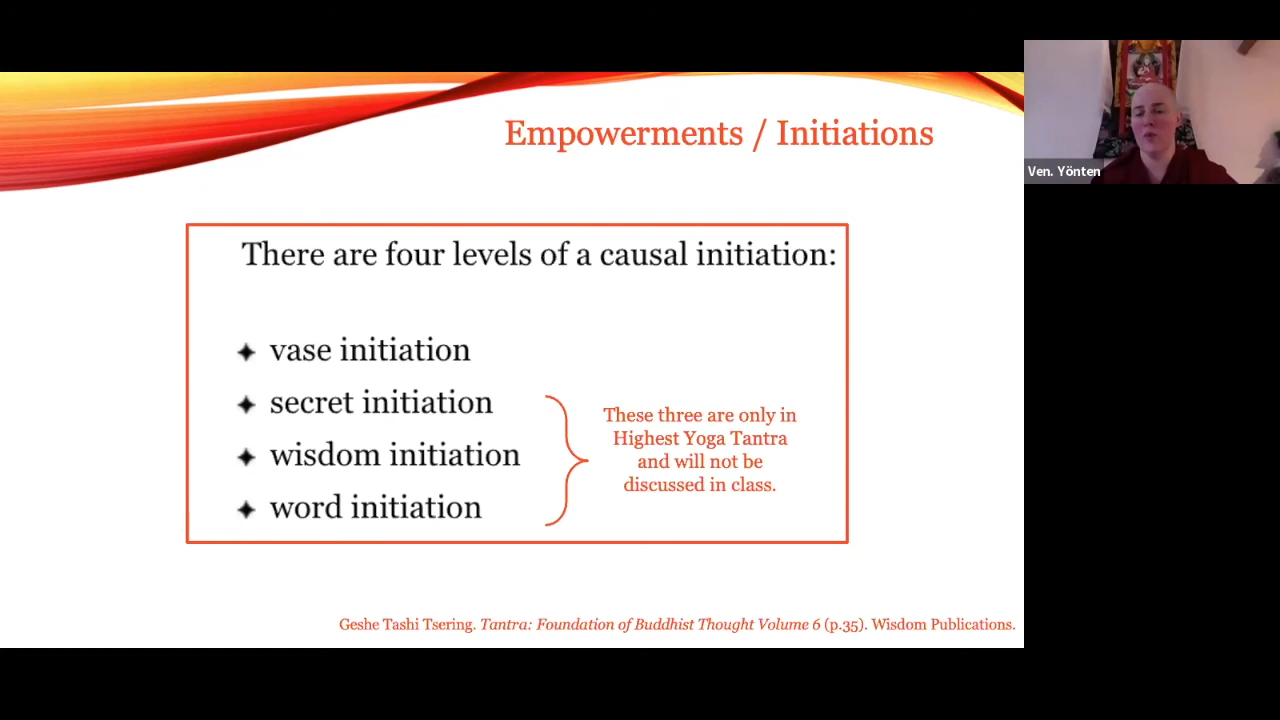 Empowerments / Initiations
There are four levels of a causal initiation:
vase initiation
secret initiation
wisdom initiation
word initiation
These three are only in
Highest Yoga Tantra
and will not be
discussed in class.
Geshe Tashi Tsering. Tantra: Foundation of Buddhist Thought Volume 6 (p.35). Wisdom Publications.
Ven. Yönten